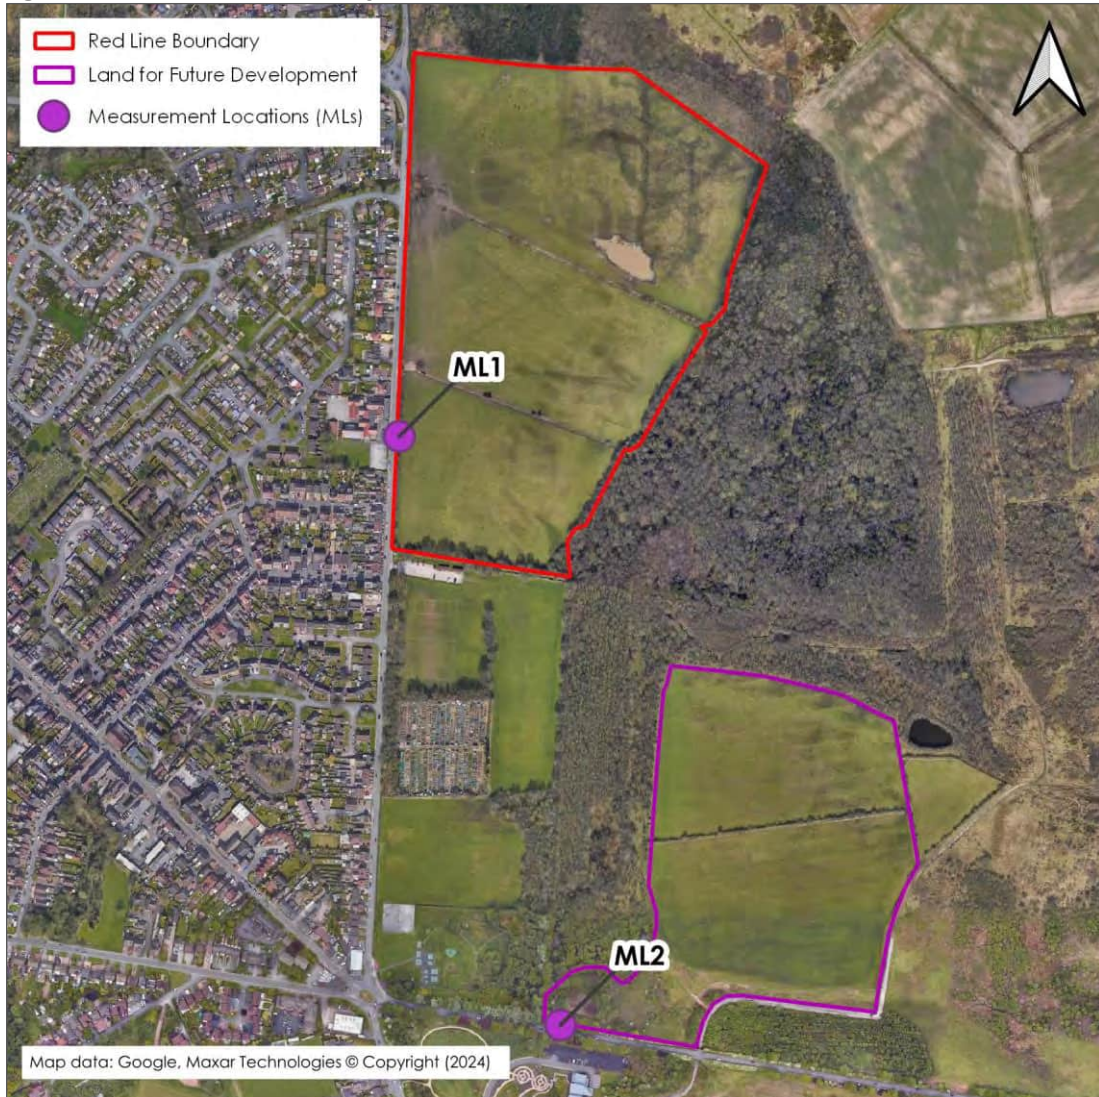 Red Line Boundary
Land for Future Development
Measurement Locations (MLs)
ML1
ML2
Map data: Google, Maxar Technologies © Copyright (2024)